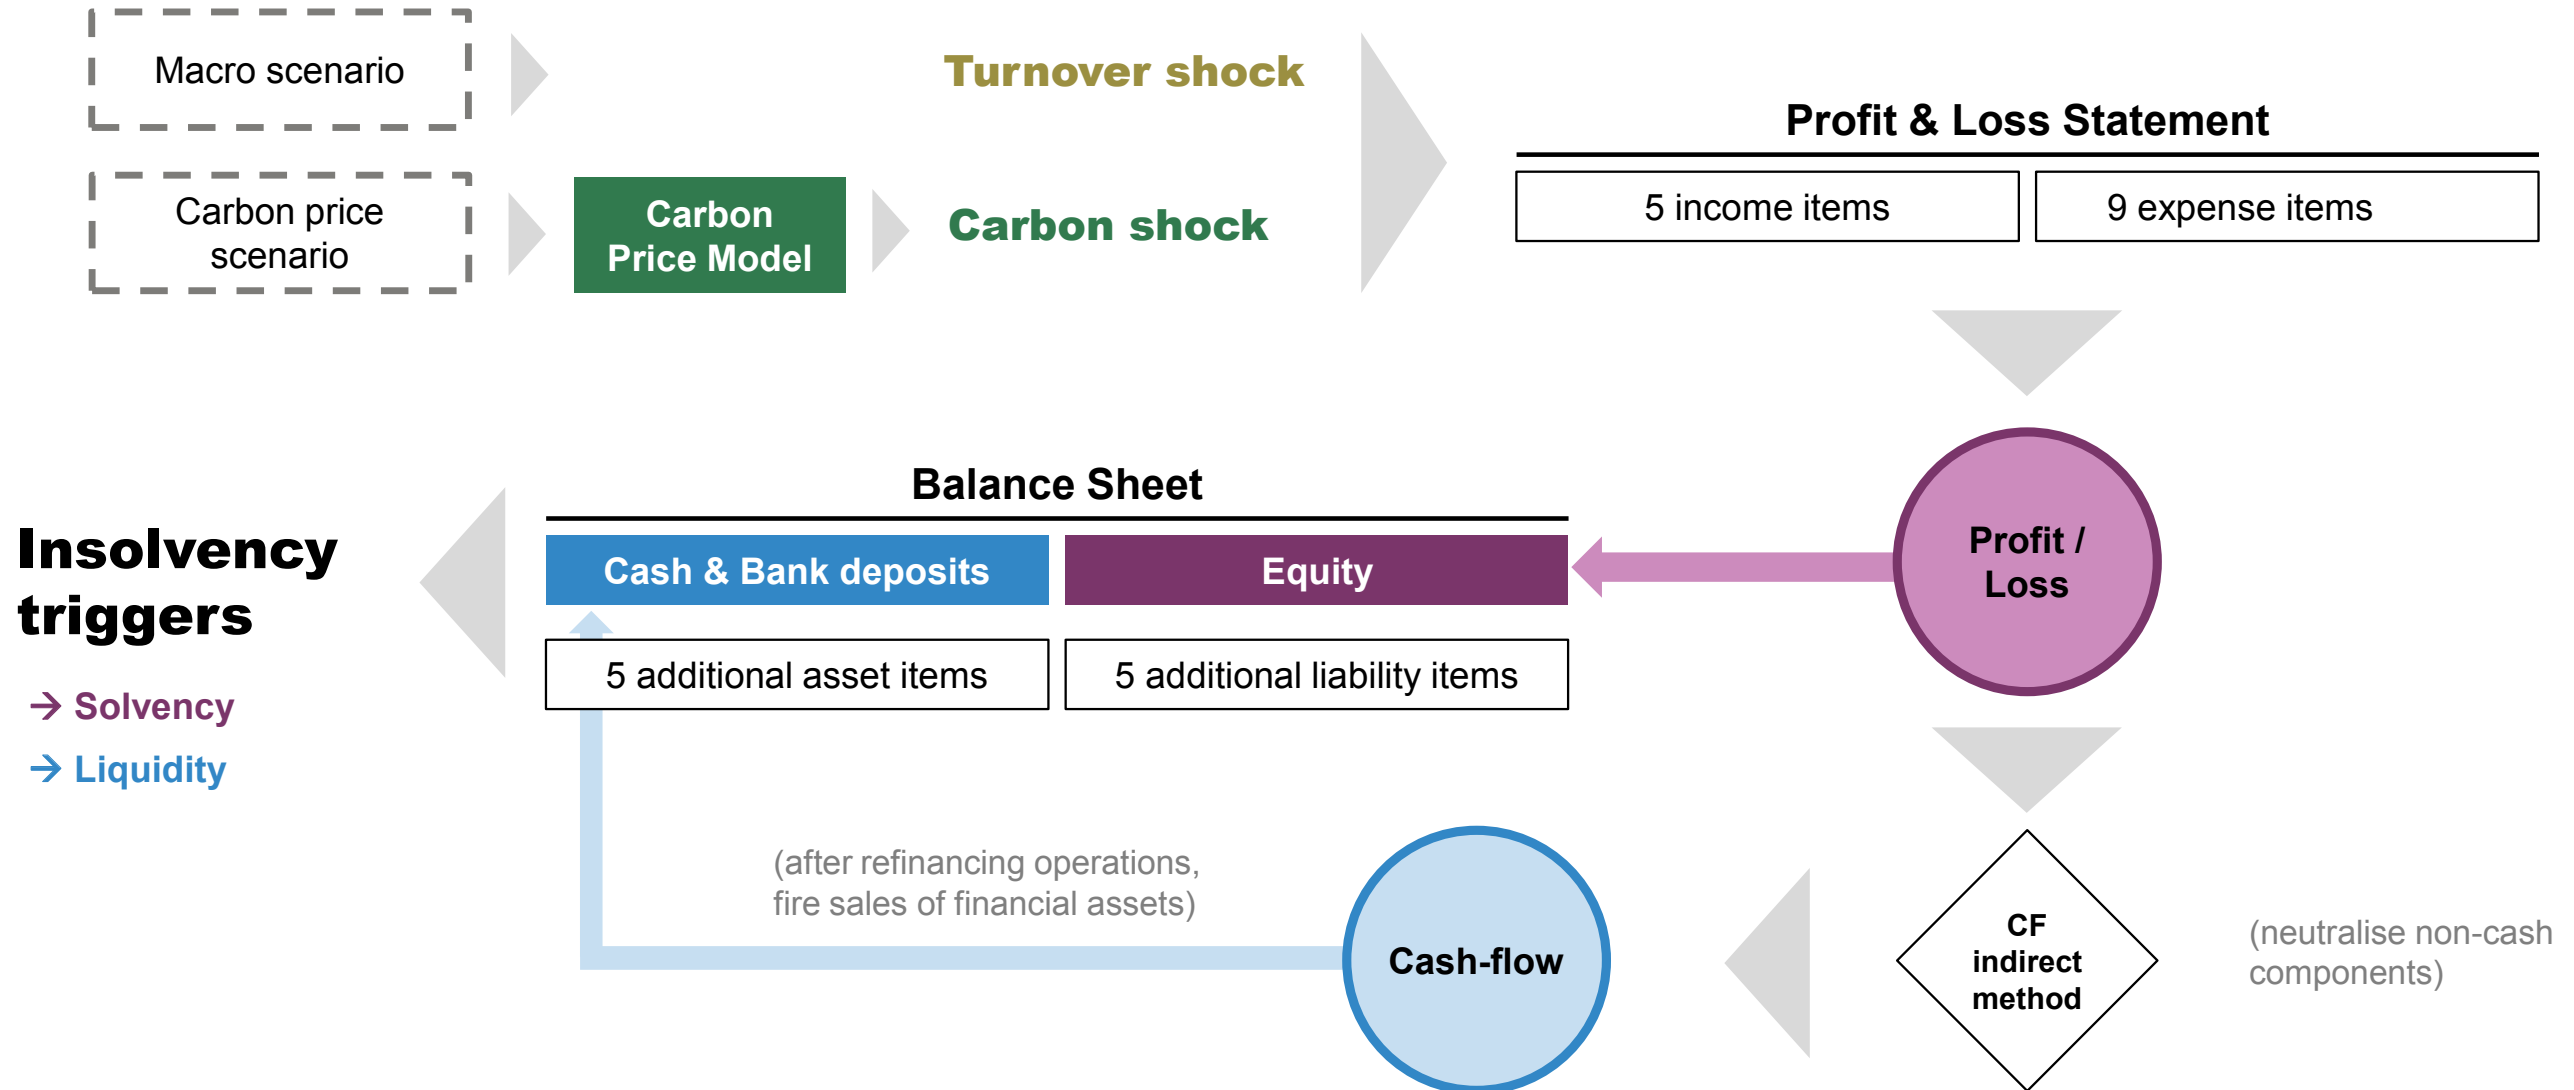 Macro scenario
Turnover shock
Carbon price
scenario
Carbon
Price Model
Carbon shock
Profit & Loss Statement
5 income items
9 expense items
Profit /
Loss
Balance Sheet
Cash & Bank deposits
Equity
5 additional asset items
5 additional liability items
Insolvency
triggers
→ Solvency
→ Liquidity
(after refinancing operations,
fire sales of financial assets)
Cash-flow
CF
indirect
method
(neutralise non-cash
components)